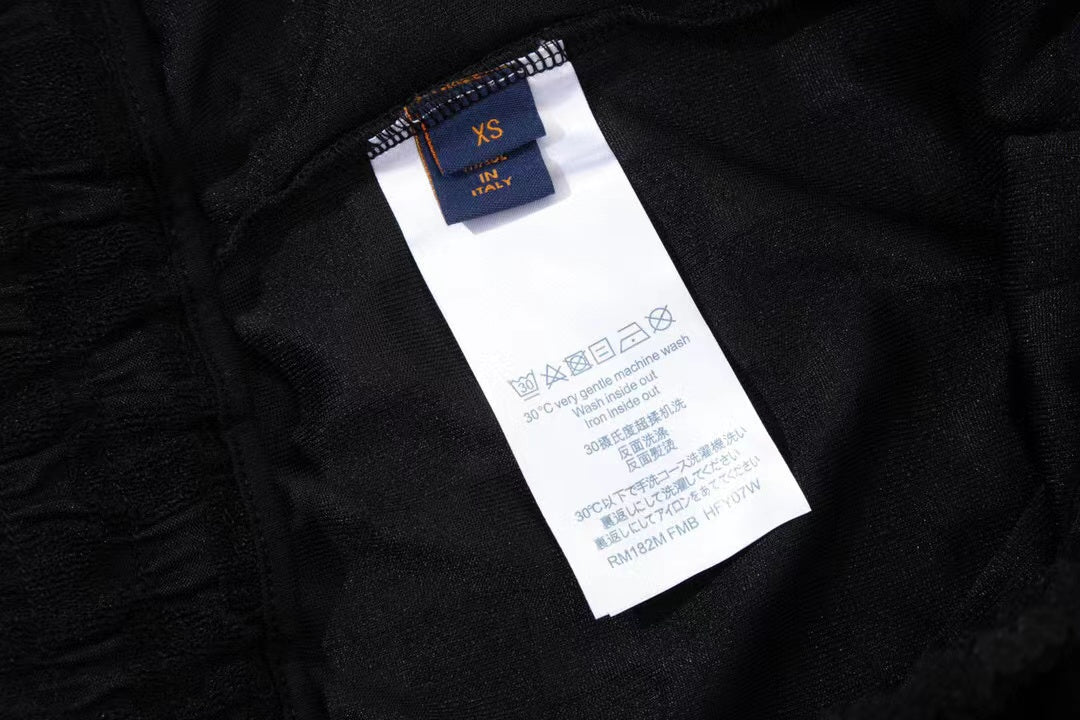 XS
MADE
IN
ITALY
30
30°C very gentle machine wash
Wash inside out
Iron inside out
30摄氏度超揉机洗
反面洗涤
反面熨烫
30℃以下で手洗コース洗濯機洗い
裏返しにして洗濯してください
裏返しにしてアイロンをあててください
RM182M FMB HFY07W